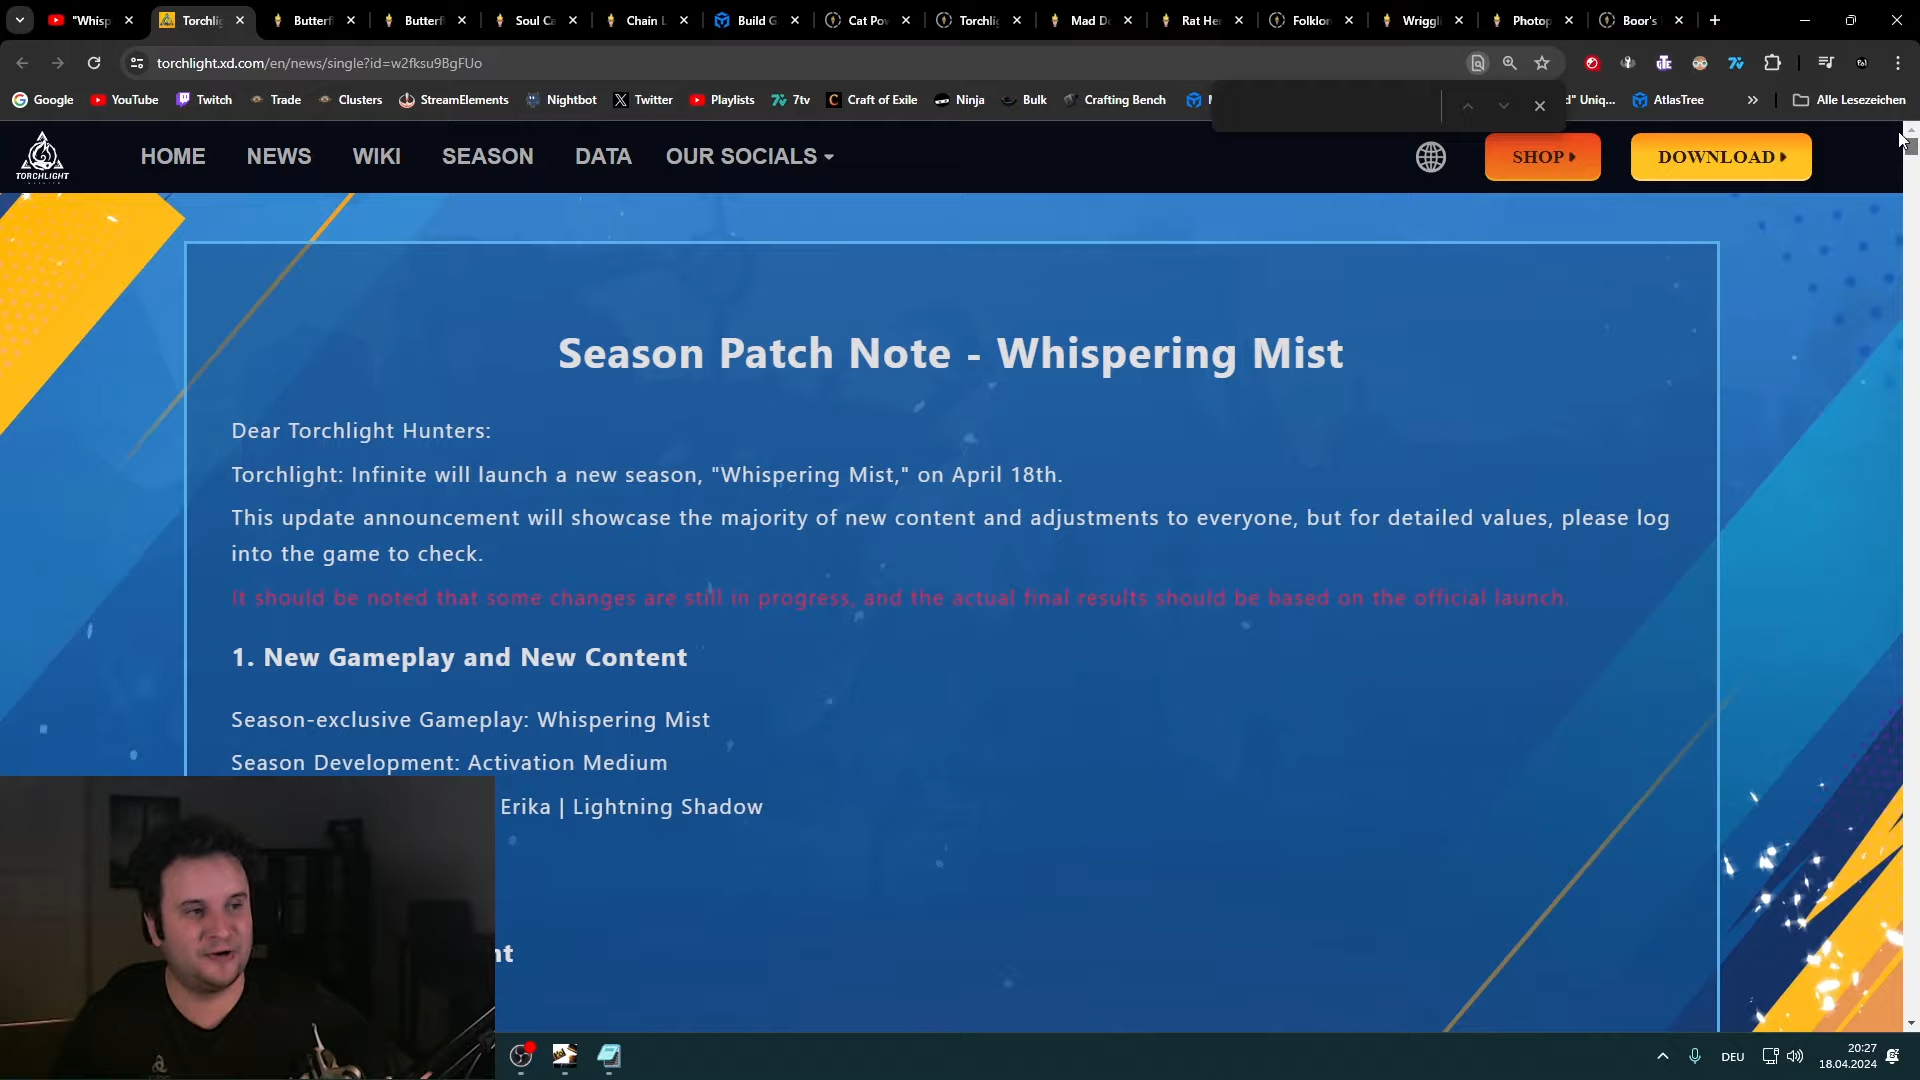 "Whisp
Torchlig
Butterf
Butterf
Soul Ca
Chain L
Build G
Cat Pov
Torchlig
Mad De
Rat He
Folklor
Wriggl
Photop
Boor's
torchlight.xd.com/en/news/single?id=w2fksu9BgFUo
Google
YouTube
Twitch
Trade
Clusters
StreamElements
Nightbot
Twitter
Playlists
7tv
Craft of Exile
Ninja
Bulk
Crafting Bench
d" Uniq...
AtlasTree
Alle Lesezeichen
TORCHLIGHT
HOME
NEWS
WIKI
SEASON
DATA
OUR SOCIALS
SHOP
DOWNLOAD
Season Patch Note - Whispering Mist
Dear Torchlight Hunters:
Torchlight: Infinite will launch a new season, "Whispering Mist," on April 18th.
This update announcement will showcase the majority of new content and adjustments to everyone, but for detailed values, please log
into the game to check.
It should be noted that some changes are still in progress, and the actual final results should be based on the official launch.
1. New Gameplay and New Content
Season-exclusive Gameplay: Whispering Mist
Season Development: Activation Medium
Erika | Lightning Shadow
nt
DEU
20:27
18.04.2024